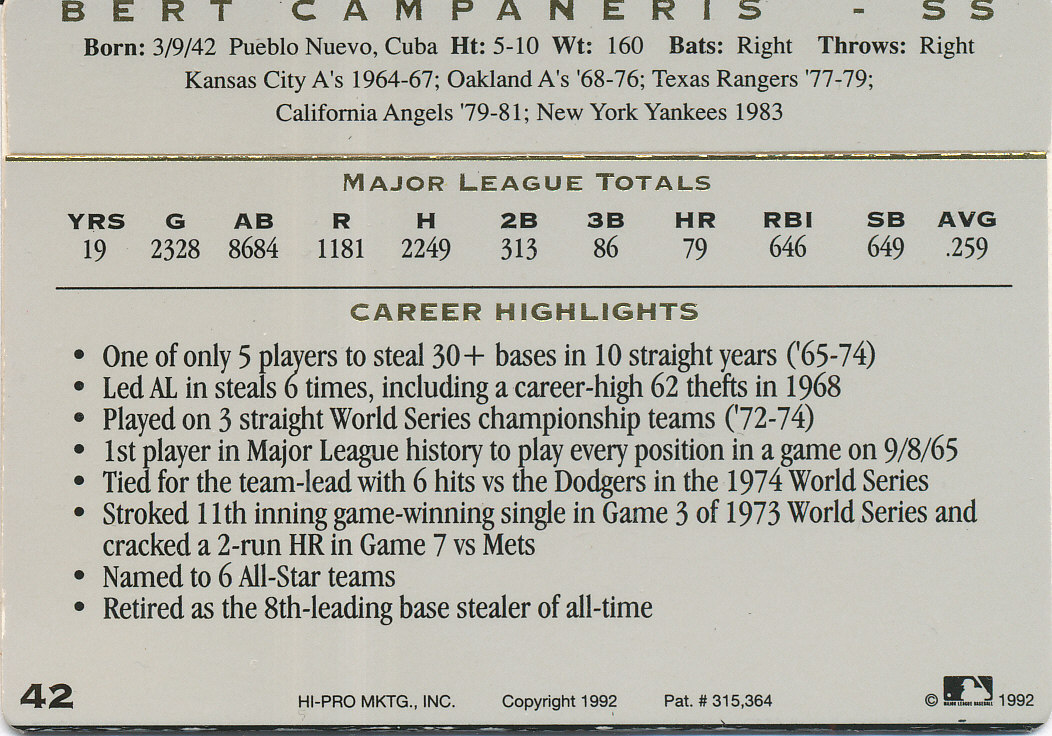 BERT CAMPANERIS - SS
Born: 3/9/42 Pueblo Nuevo, Cuba Ht: 5-10 Wt: 160 Bats: Right Throws: Right
Kansas City A's 1964-67; Oakland A's '68-76; Texas Rangers '77-79;
California Angels '79-81; New York Yankees 1983
MAJOR LEAGUE TOTALS
YRS G AB R H 2B 3B HR RBI SB AVG
19 2328 8684 1181 2249 313 86 79 646 649 .259
CAREER HIGHLIGHTS
• One of only 5 players to steal 30+ bases in 10 straight years ('65-74)
• Led AL in steals 6 times, including a career-high 62 thefts in 1968
• Played on 3 straight World Series championship teams ('72-74)
• 1st player in Major League history to play every position in a game on 9/8/65
• Tied for the team-lead with 6 hits vs the Dodgers in the 1974 World Series
• Stroked 11th inning game-winning single in Game 3 of 1973 World Series and
cracked a 2-run HR in Game 7 vs Mets
• Named to 6 All-Star teams
• Retired as the 8th-leading base stealer of all-time
42 HI-PRO MKTG., INC. Copyright 1992 Pat. # 315,364 © MAJOR LEAGUE BASEBALL 1992